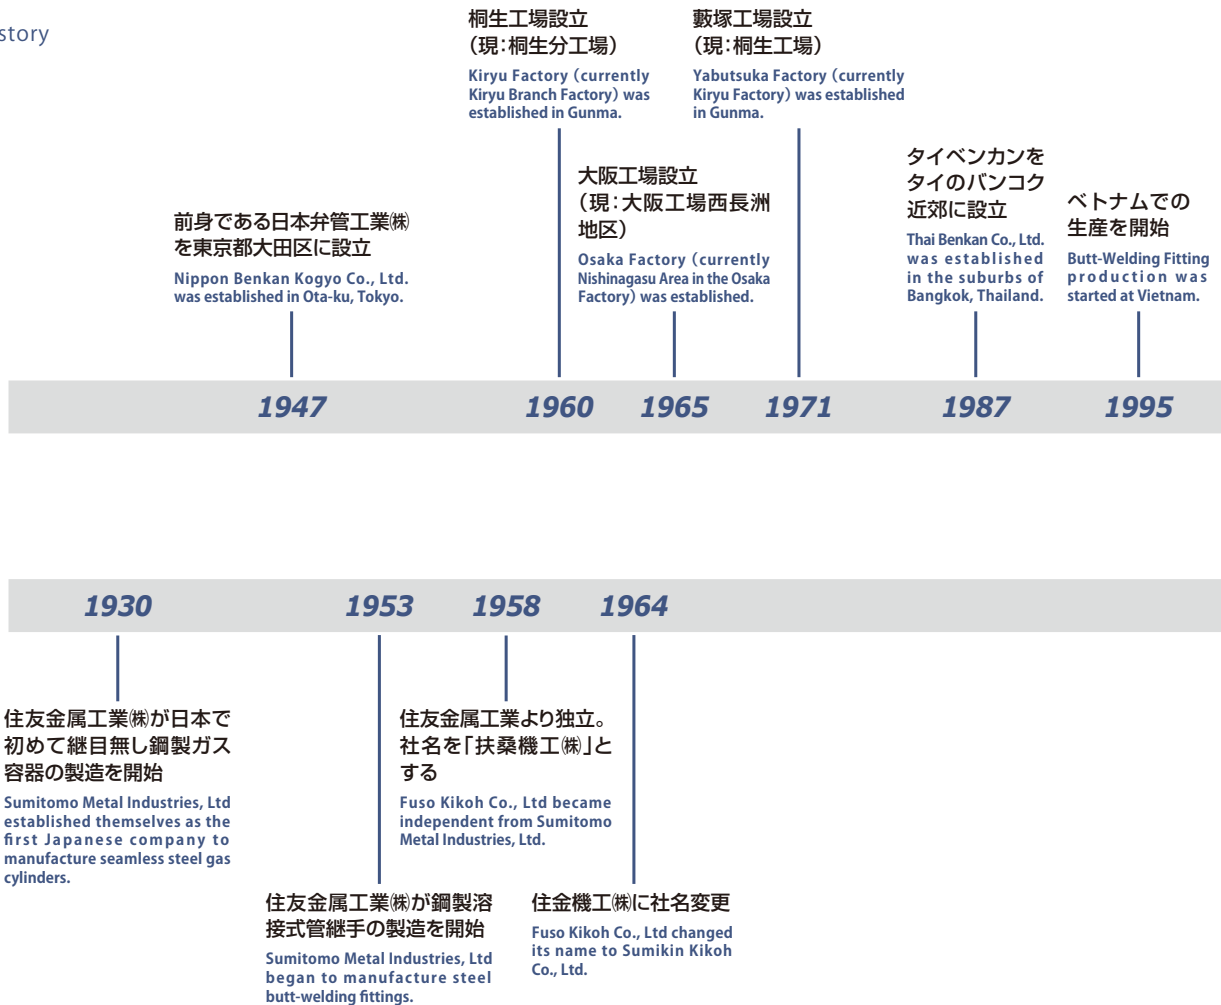 story
桐生工場設立
（現：桐生分工場）
Kiryu Factory (currently
Kiryu Branch Factory) was
established in Gunma.
藪塚工場設立
（現：桐生工場）
Yabutsuka Factory (currently
Kiryu Factory) was established
in Gunma.
前身である日本弁管工業㈱
を東京都大田区に設立
Nippon Benkan Kogyo Co., Ltd.
was established in Ota-ku, Tokyo.
大阪工場設立
（現：大阪工場西長洲
地区）
Osaka Factory (currently
Nishinagasu Area in the Osaka
Factory) was established.
タイベンカンを
タイのバンコク
近郊に設立
Thai Benkan Co., Ltd.
was established
in the suburbs of
Bangkok, Thailand.
ベトナムでの
生産を開始
Butt-Welding Fitting
production was
started at Vietnam.
1947 1960 1965 1971 1987 1995
1930 1953 1958 1964
住友金属工業㈱が日本で
初めて継目無し鋼製ガス
容器の製造を開始
Sumitomo Metal Industries, Ltd
established themselves as the
first Japanese company to
manufacture seamless steel gas
cylinders.
住友金属工業㈱が鋼製溶
接式管継手の製造を開始
Sumitomo Metal Industries, Ltd
began to manufacture steel
butt-welding fittings.
住友金属工業より独立。
社名を「扶桑機工㈱」と
する
Fuso Kikoh Co., Ltd became
independent from Sumitomo
Metal Industries, Ltd.
住金機工㈱に社名変更
Fuso Kikoh Co., Ltd changed
its name to Sumikin Kikoh
Co., Ltd.